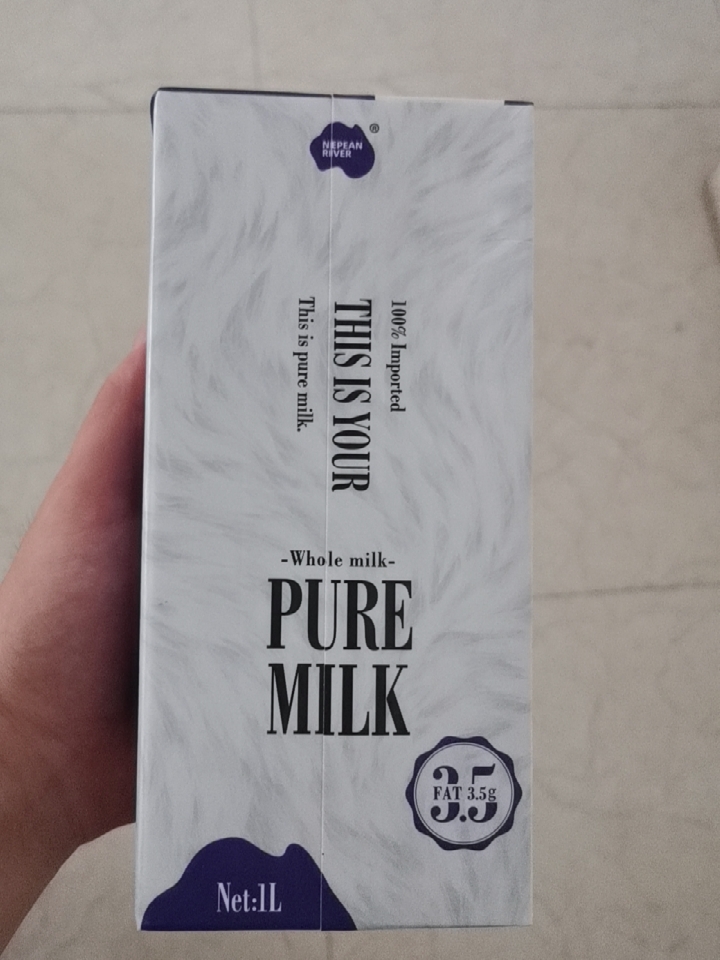 NEPEAN
RIVER
®
100% Imported
THIS IS YOUR
This is pure milk.
-Whole milk-
PURE
MILK
3.5
FAT 3.5g
Net:1L